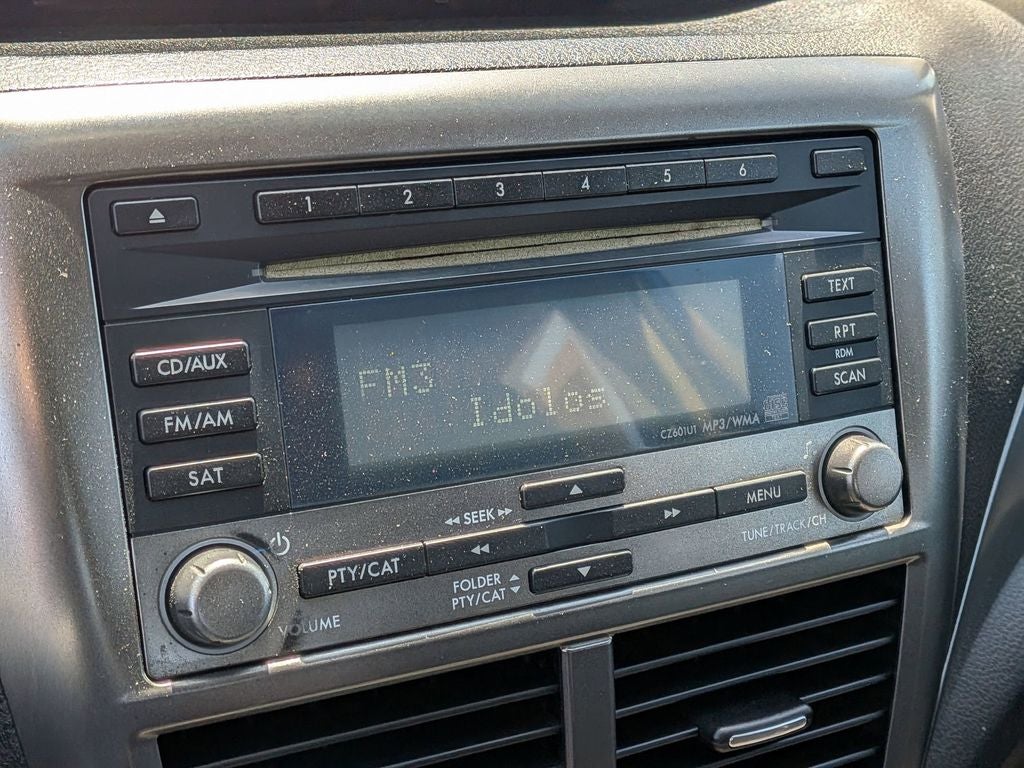 1 2 3 4 5 6
TEXT
CD/AUX
RPT
RDM
FM3
SCAN
FM/AM
Idolos
CZ601U1 MP3/WMA
SAT
SEEK
MENU
PTY/CAT
TUNE/TRACK/CH
FOLDER
PTY/CAT
VOLUME